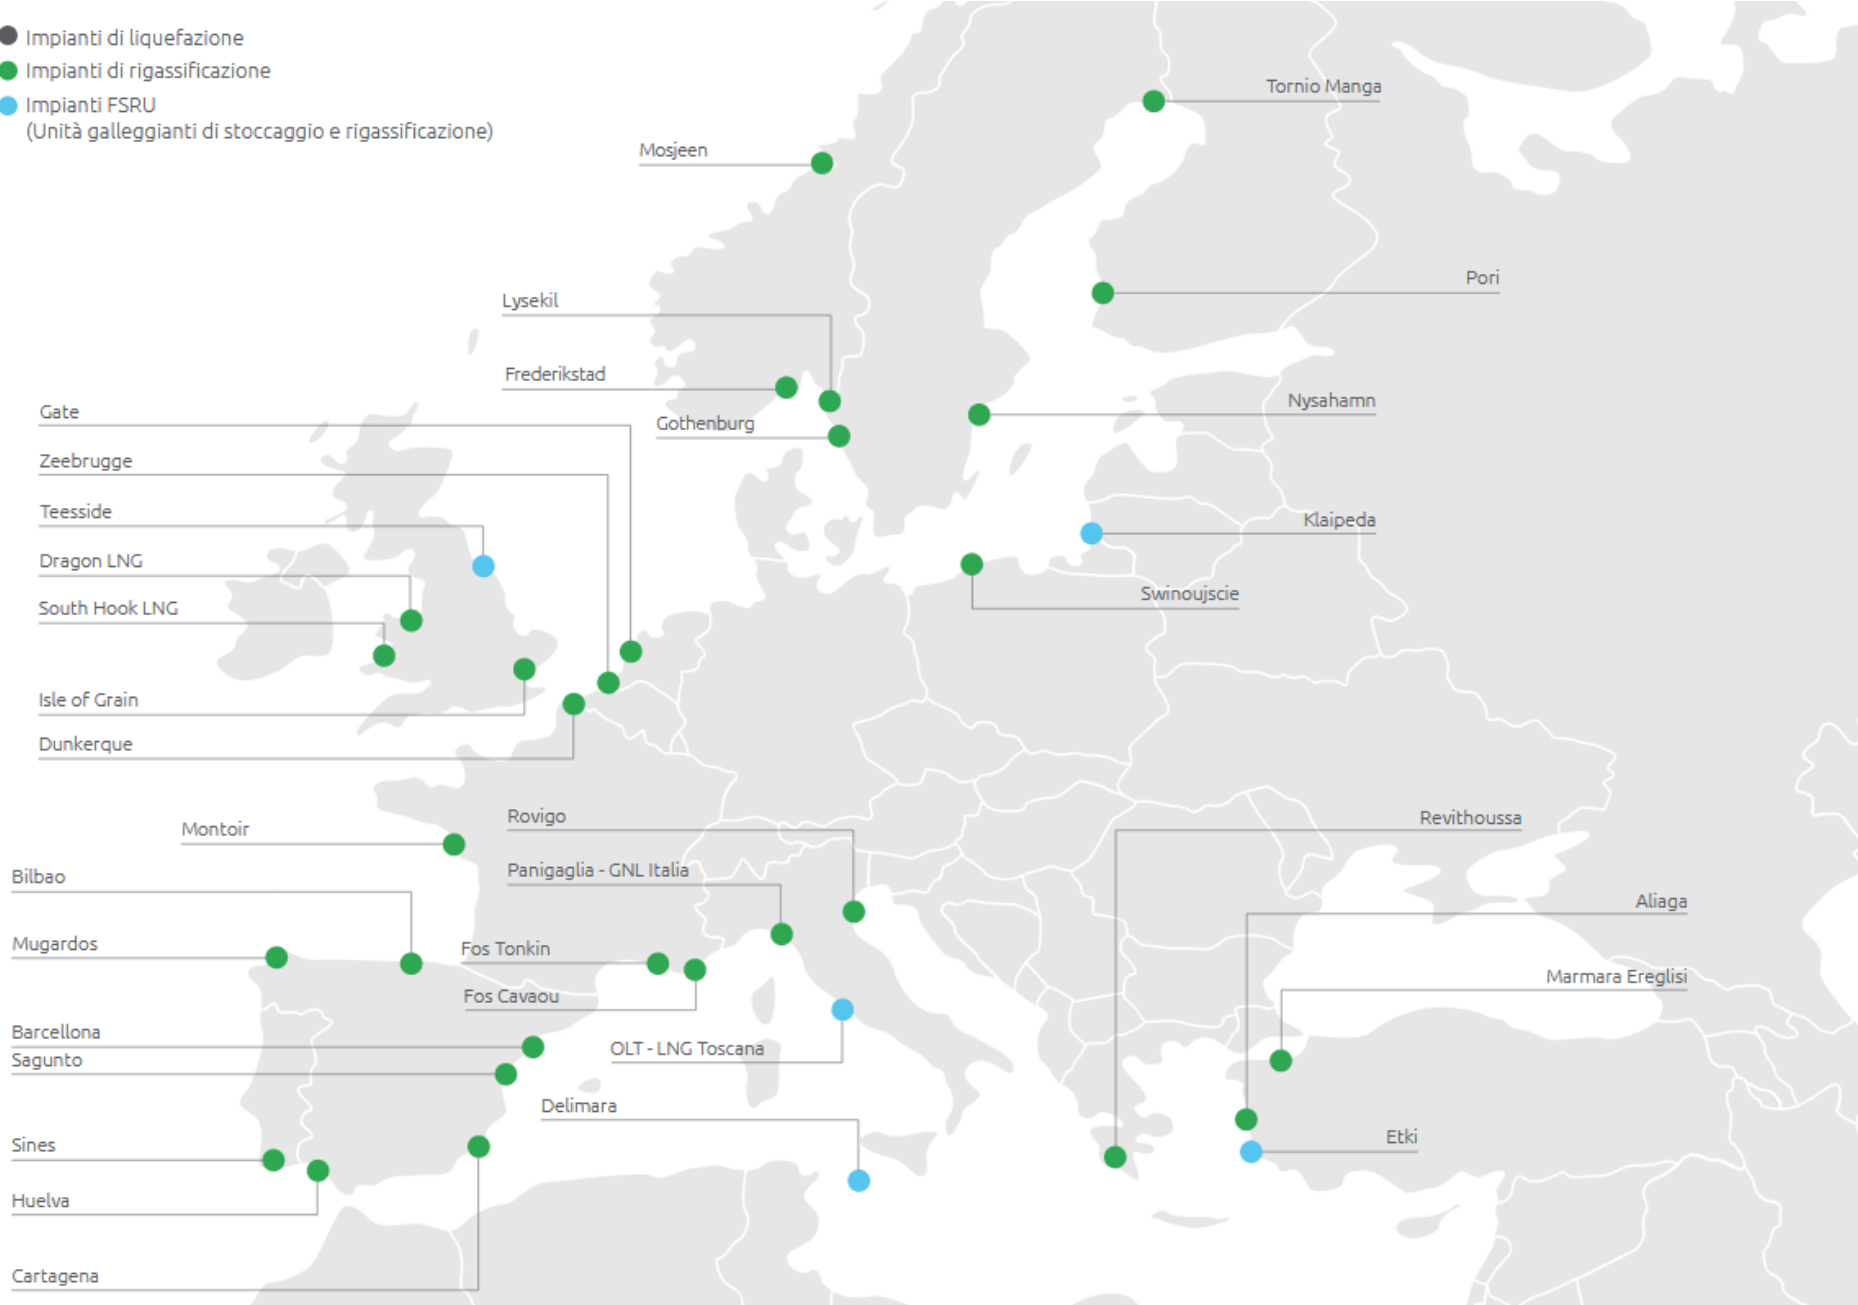 Impianti di liquefazione
Impianti di rigassificazione
Impianti FSRU
(Unità galleggianti di stoccaggio e rigassificazione)
Tornio Manga
Mosjeen
Pori
Lysekil
Frederikstad
Nysahamn
Gate
Gothenburg
Zeebrugge
Teesside
Klaipeda
Dragon LNG
Swinoujscie
South Hook LNG
Isle of Grain
Dunkerque
Rovigo
Revithoussa
Montoir
Panigaglia - GNL Italia
Bilbao
Aliaga
Mugardos
Fos Tonkin
Marmara Ereglisi
Fos Cavaou
Barcellona
OLT - LNG Toscana
Sagunto
Delimara
Etki
Sines
Huelva
Cartagena